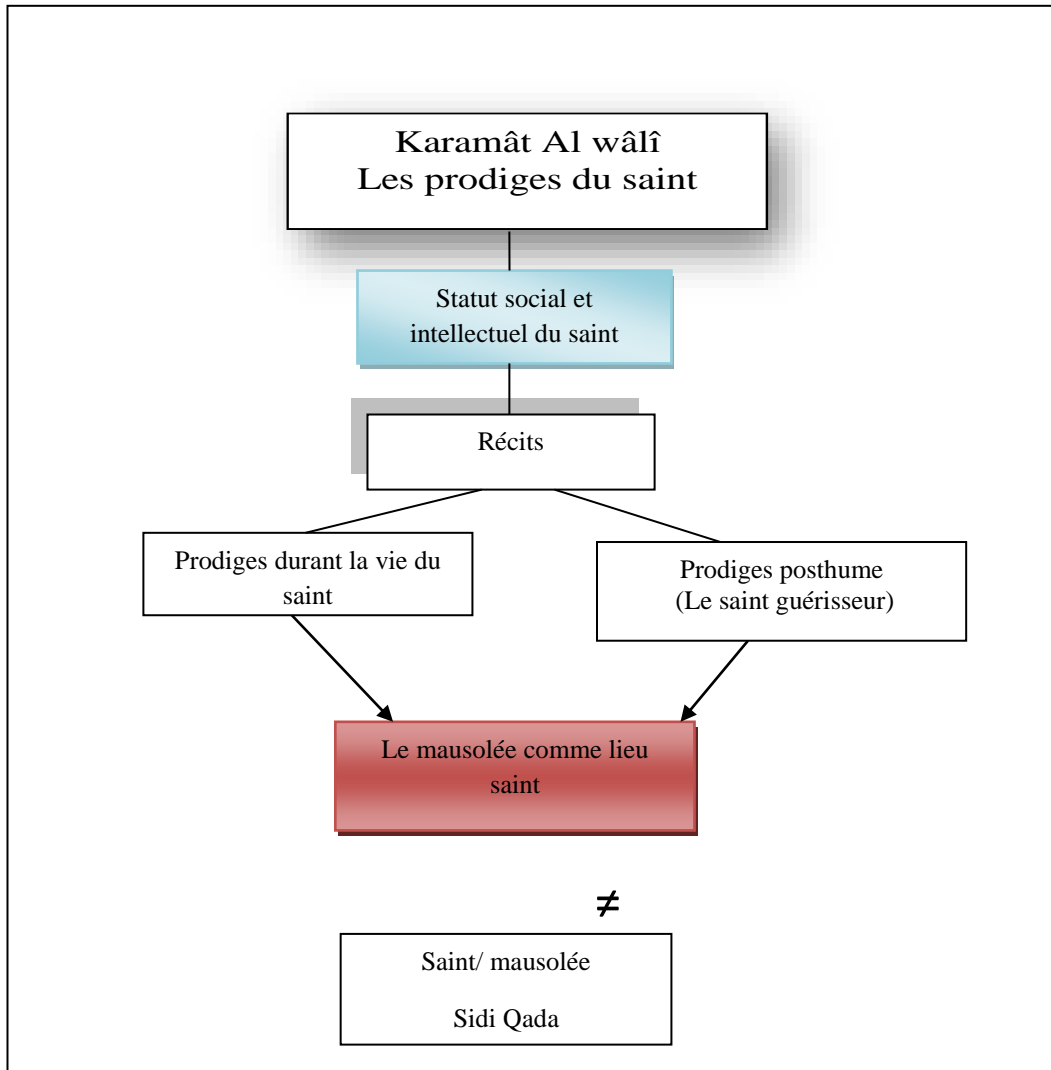 Karamât Al wâlî
Les prodiges du saint
Statut social et
intellectuel du saint
Récits
Prodiges durant la vie du
saint
Prodiges posthume
(Le saint guérisseur)
Le mausolée comme lieu
saint
≠
Saint/ mausolée
Sidi Qada